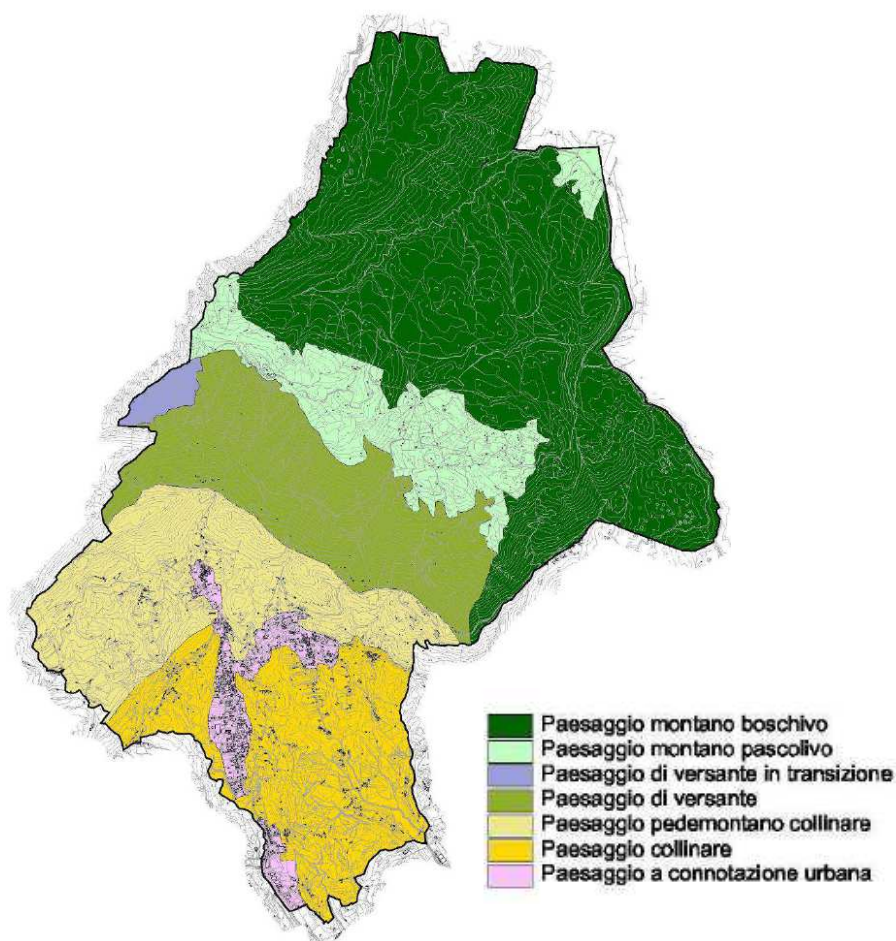 Paesaggio montano boschivo
Paesaggio montano pascolivo
Paesaggio di versante in transizione
Paesaggio di versante
Paesaggio pedemontano collinare
Paesaggio collinare
Paesaggio a connotazione urbana